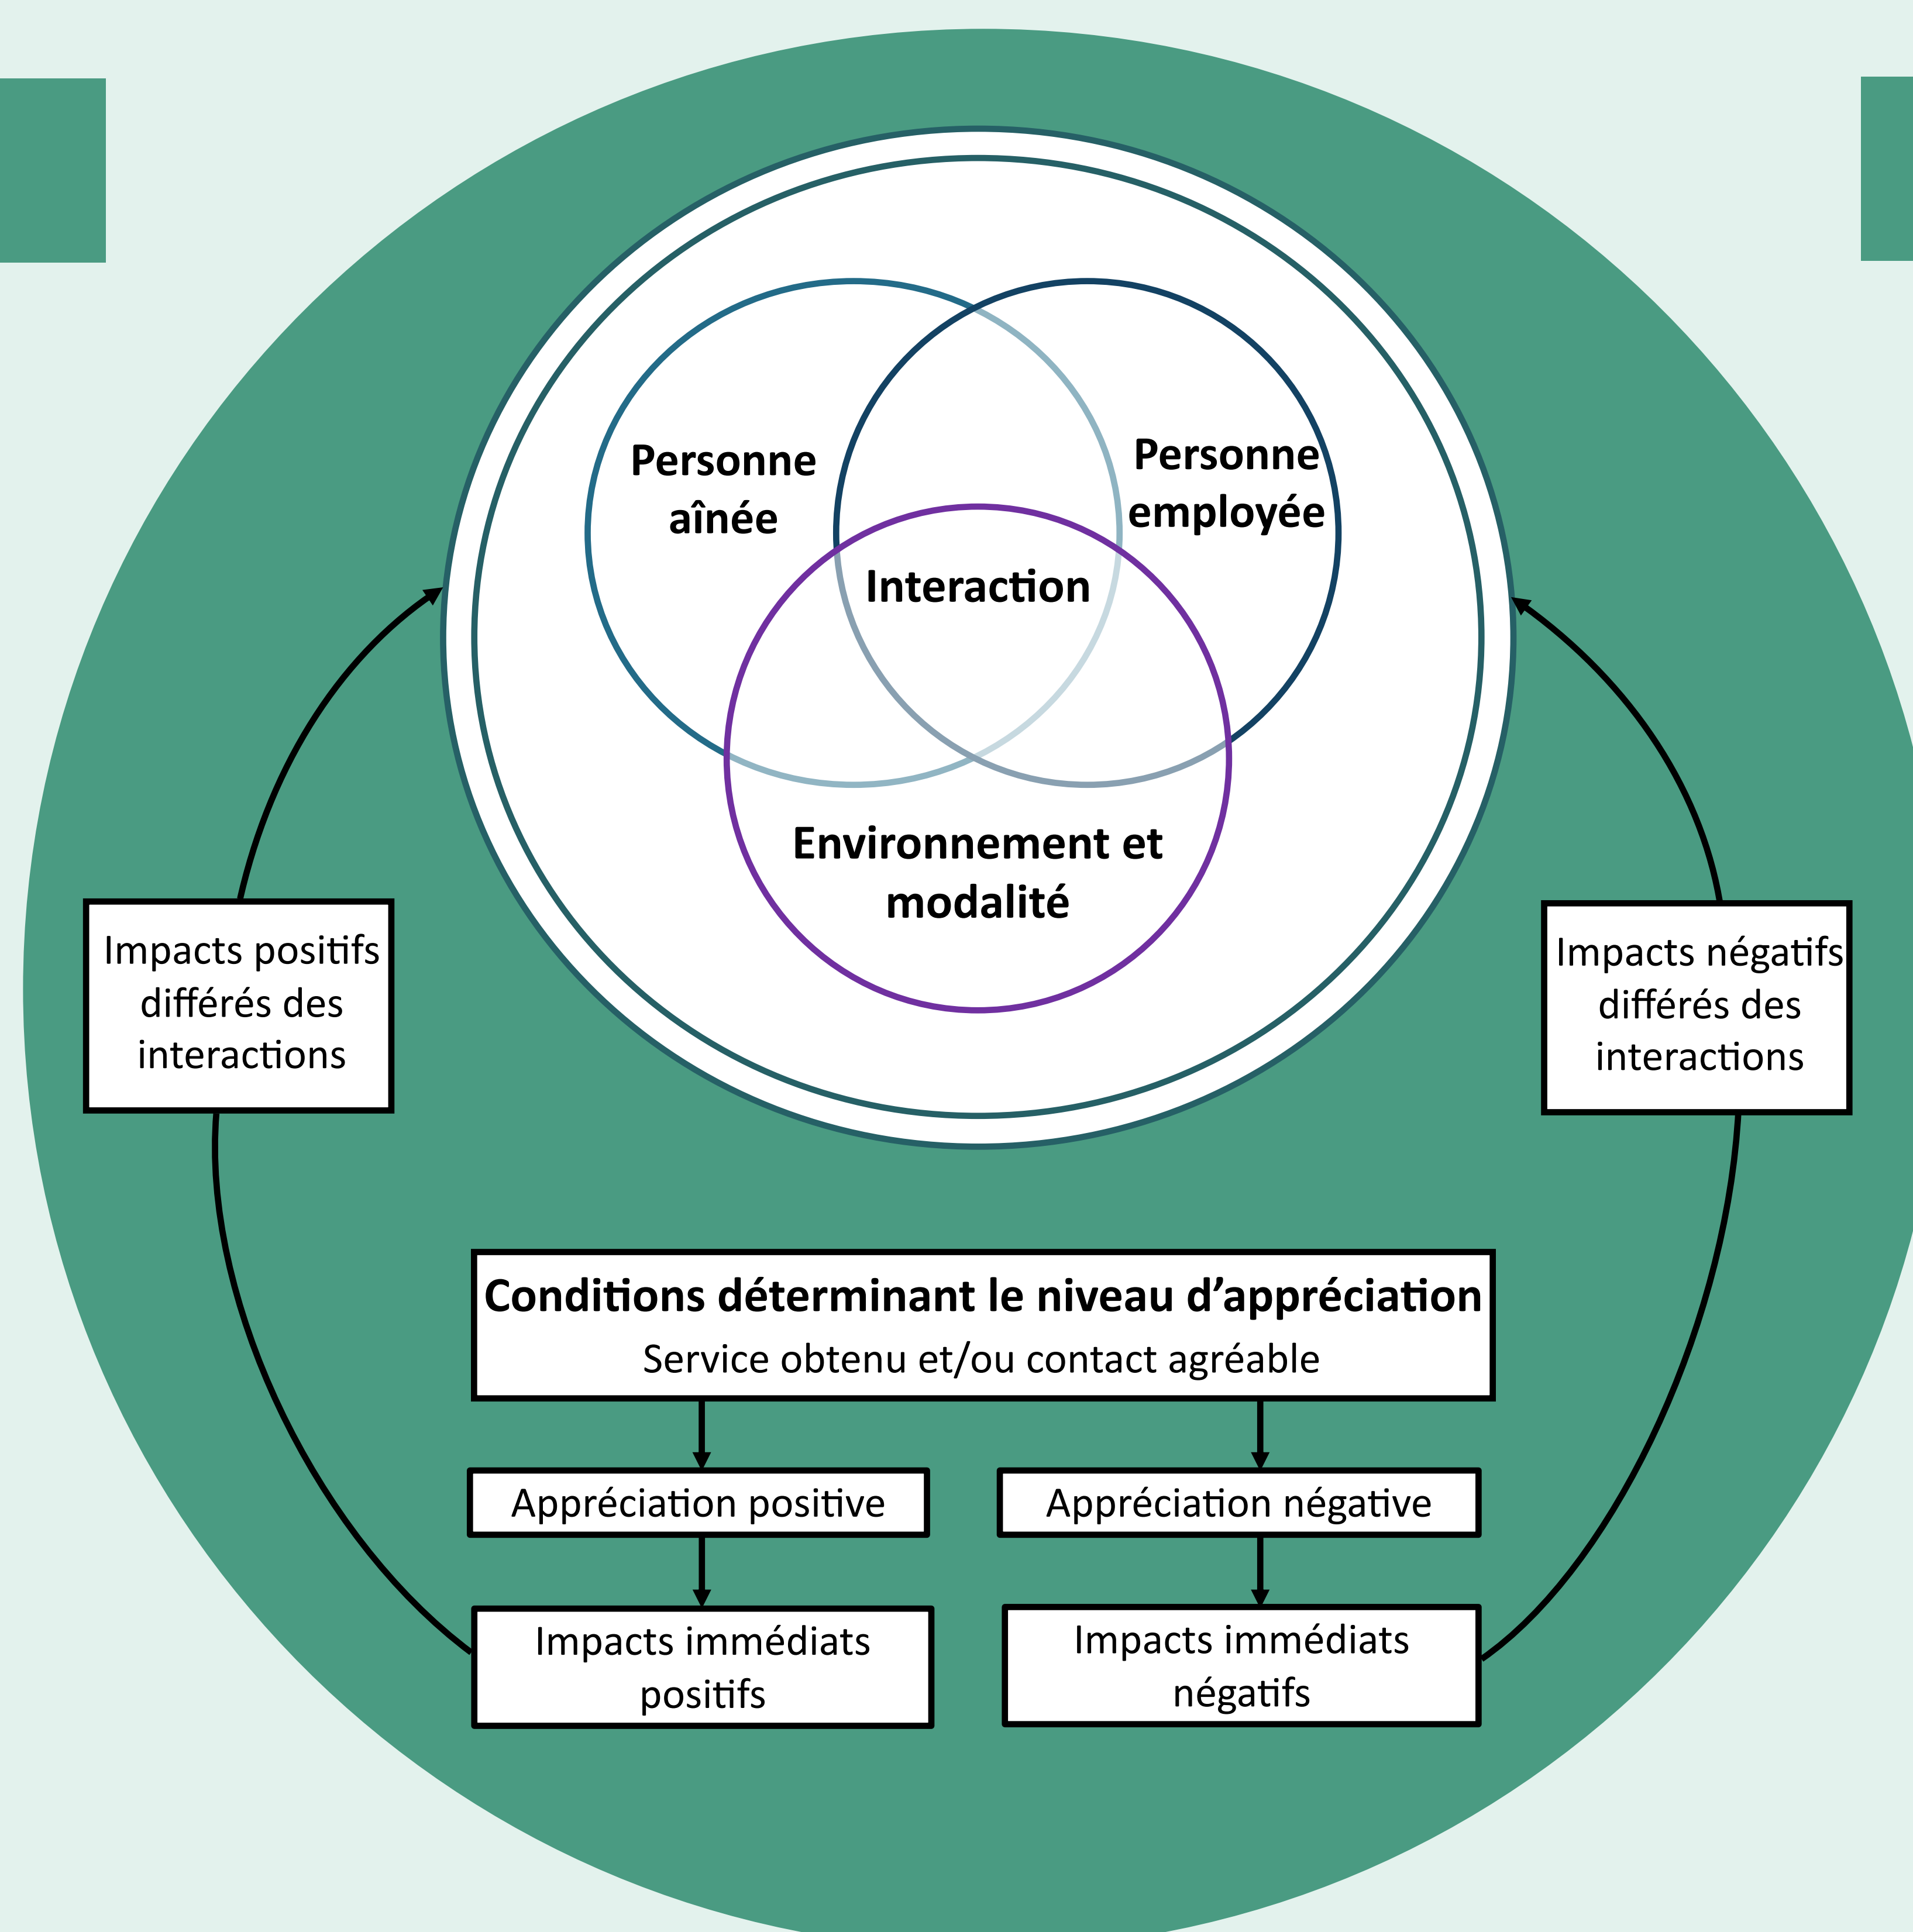 Personne
aînée
Personne
employée
Interaction
Environnement et
modalité
Impacts positifs
différés des
interactions
Impacts négatifs
différés des
interactions
Conditions déterminant le niveau d’appréciation
Service obtenu et/ou contact agréable
Appréciation positive
Appréciation négative
Impacts immédiats
positifs
Impacts immédiats
négatifs